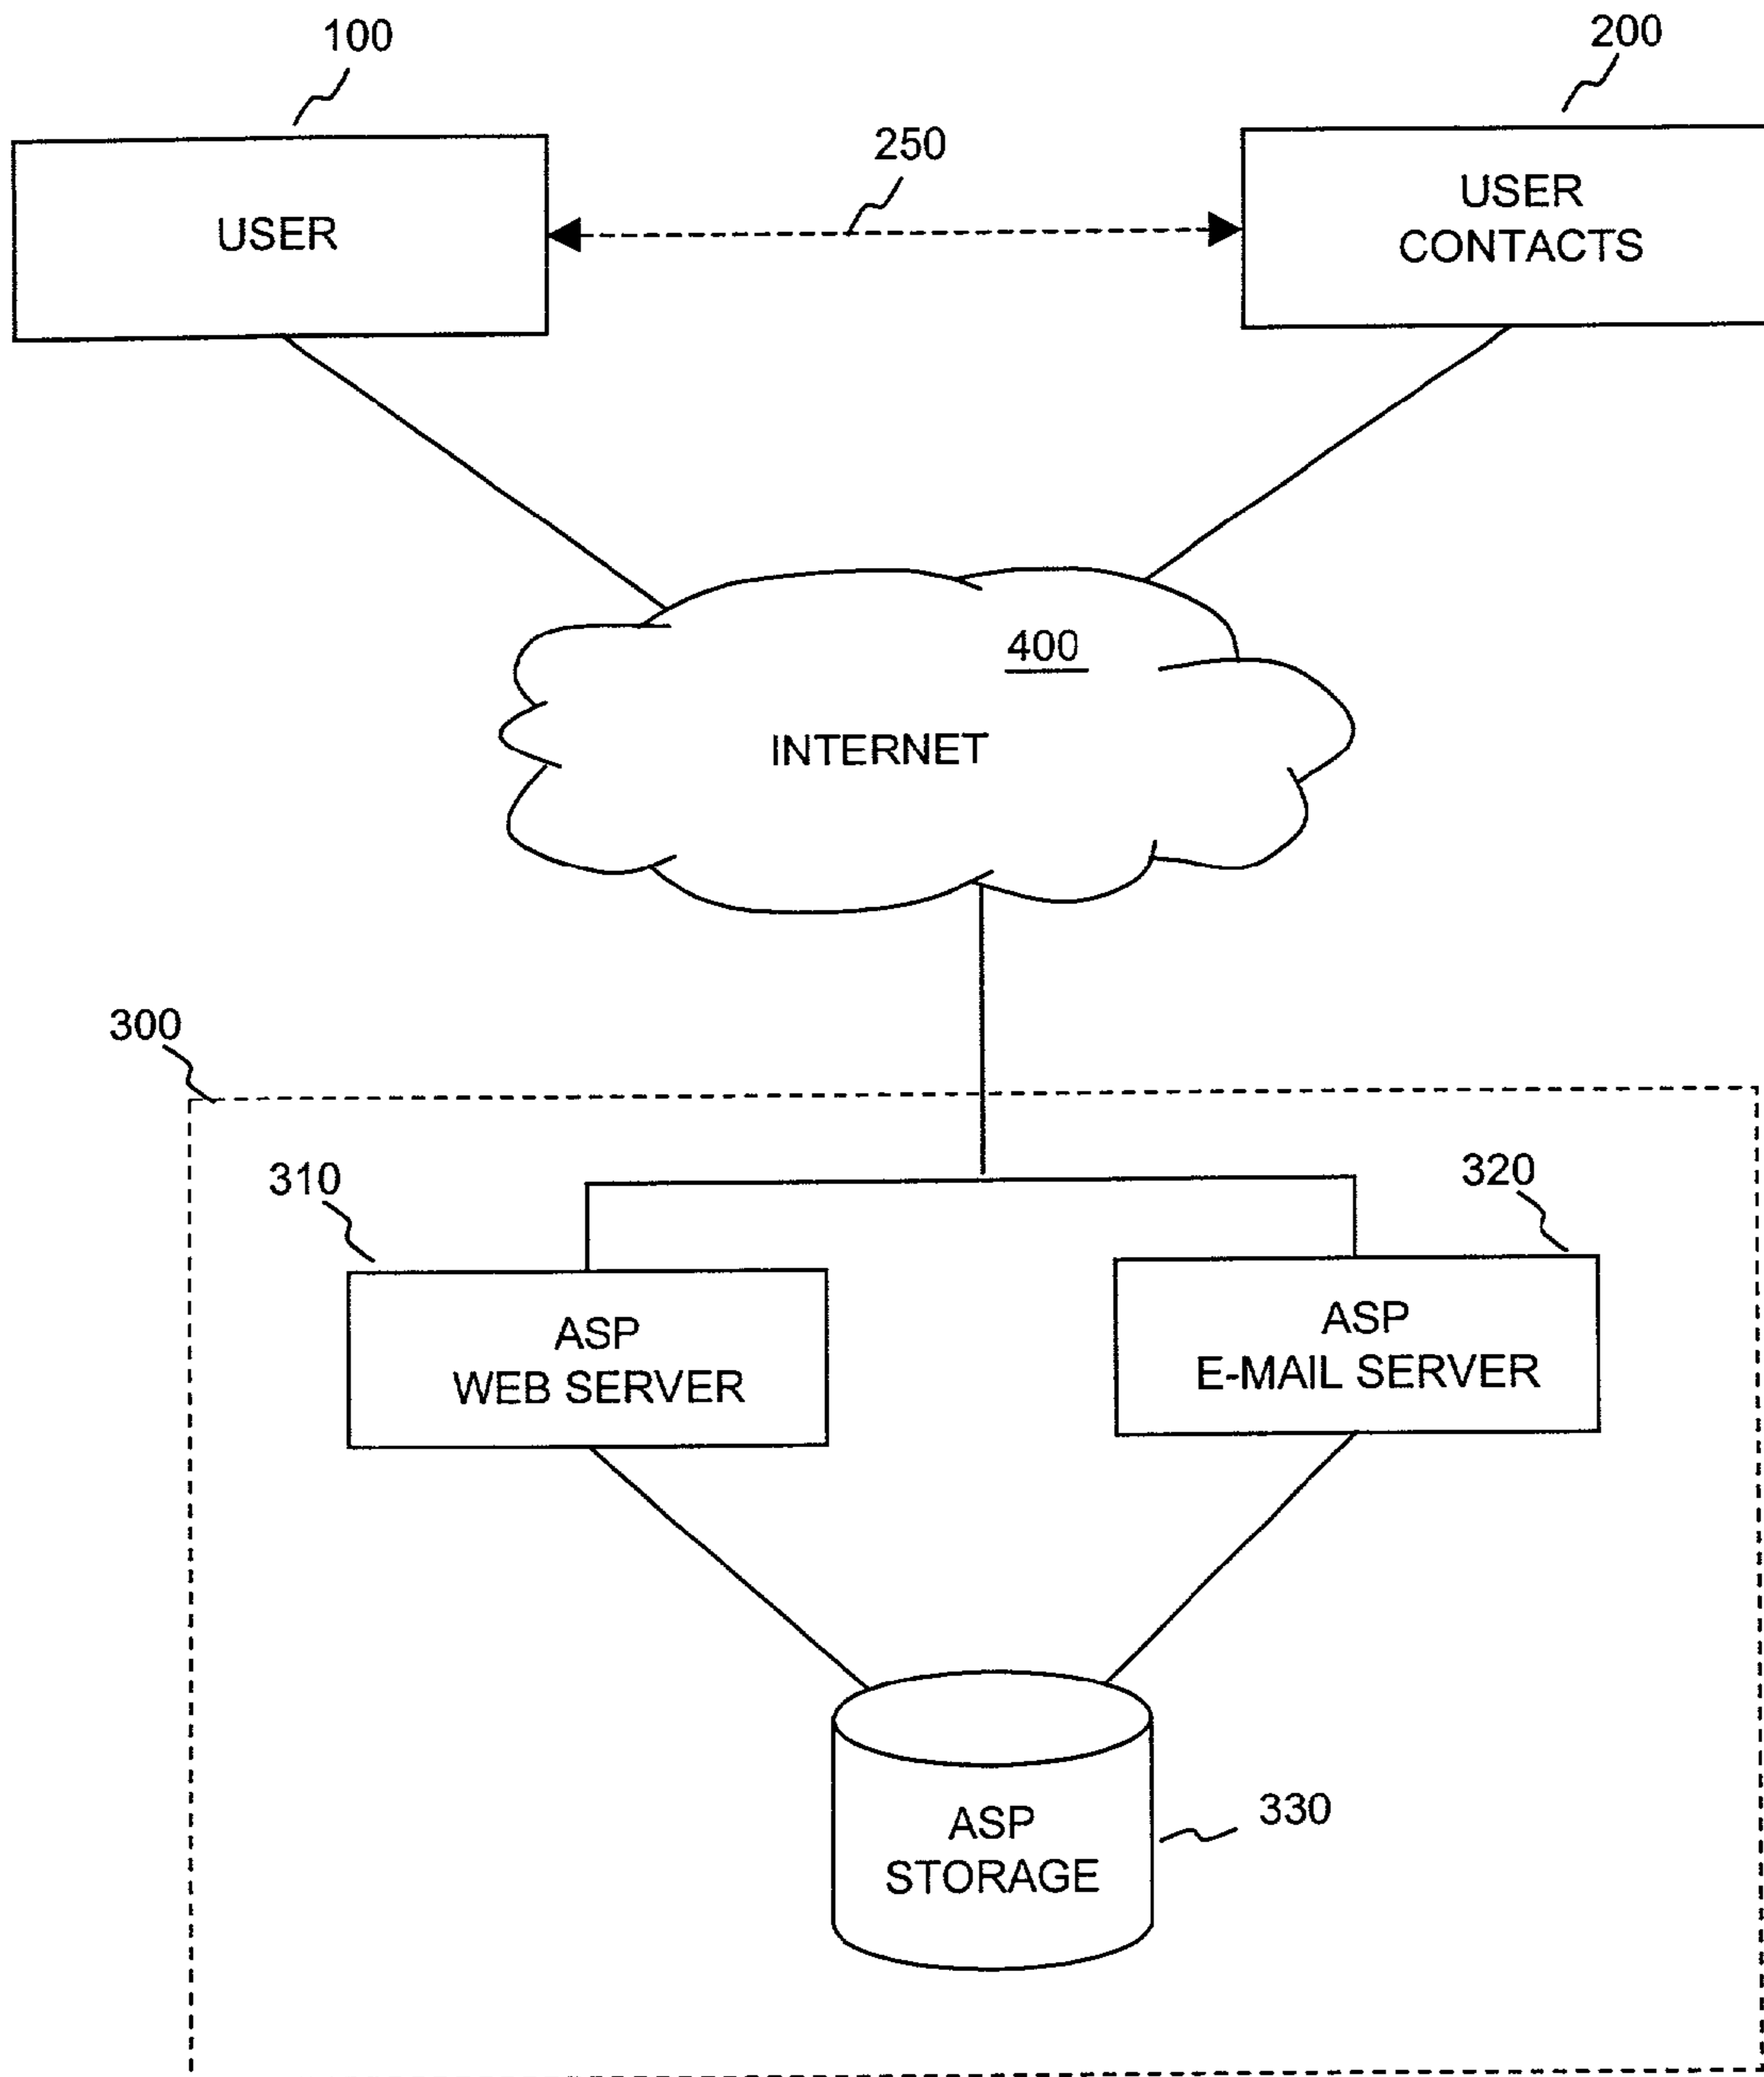 100
200
250
USER
USER
CONTACTS
400
INTERNET
300
310
320
ASP
WEB SERVER
ASP
E-MAIL SERVER
ASP
STORAGE
330